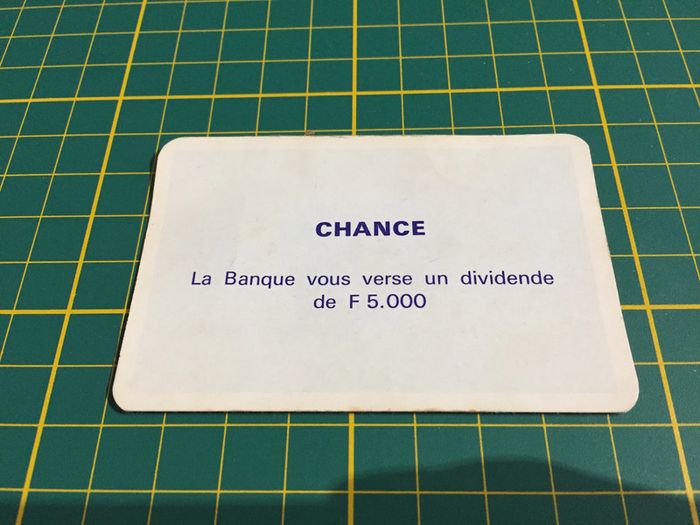 CHANCE
La Banque vous verse un dividende
de F 5.000